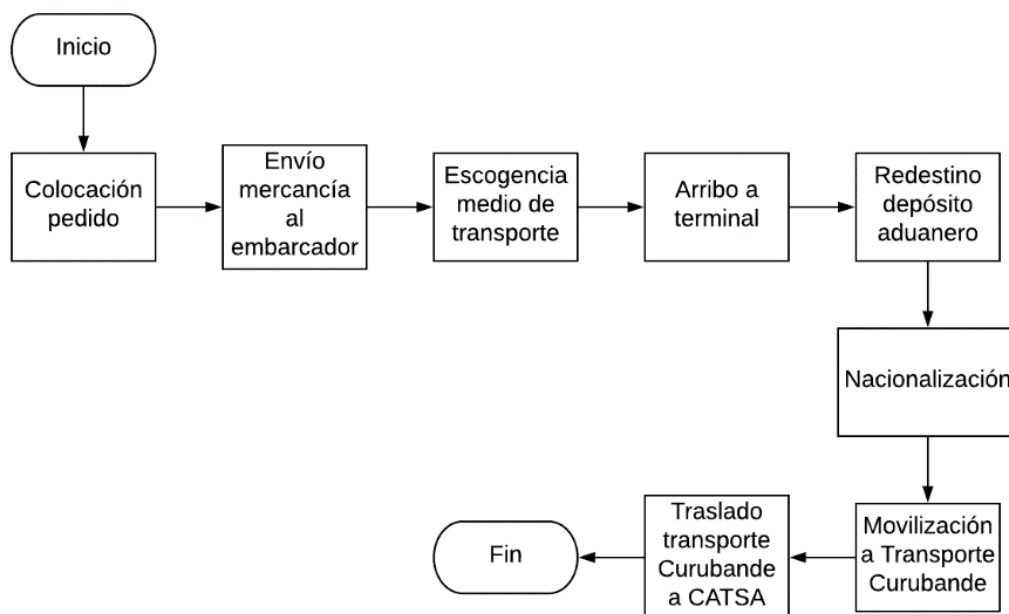 Inicio
Colocación
pedido
Envío
mercancía
al
embarcador
Escogencia
medio de
transporte
Arribo a
terminal
Redestino
depósito
aduanero
Nacionalización
Movilización
a Transporte
Curubande
Traslado
transporte
Curubande
a CATSA
Fin